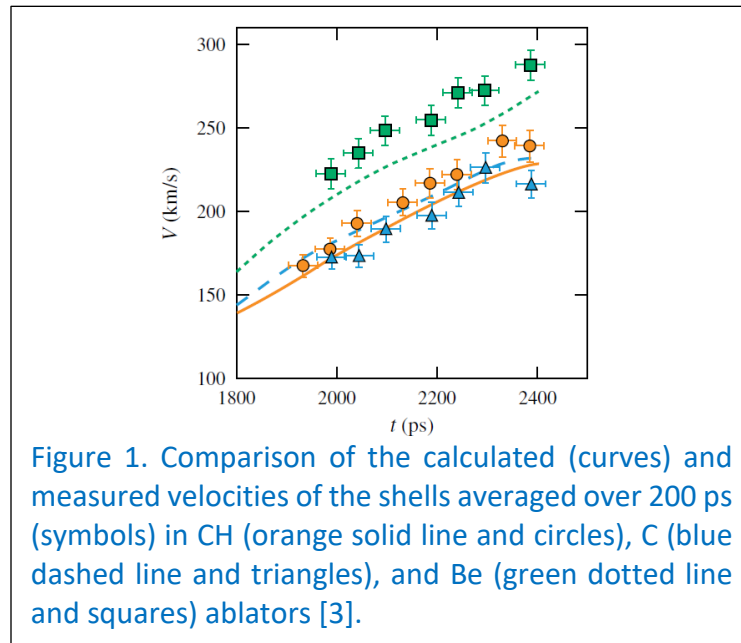 300
250
200
150
100
V (km/s)
1800
2000
2200
2400
t (ps)
Figure 1. Comparison of the calculated (curves) and
measured velocities of the shells averaged over 200 ps
(symbols) in CH (orange solid line and circles), C (blue
dashed line and triangles), and Be (green dotted line
and squares) ablators [3].